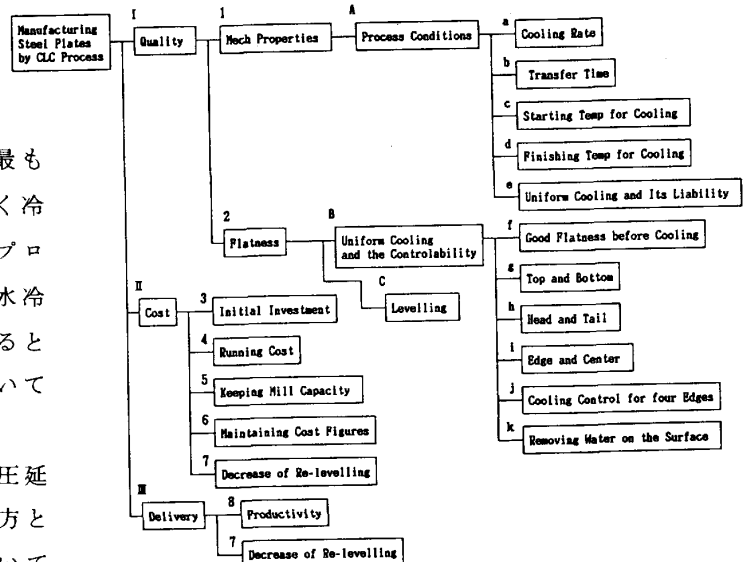 Manufacturing
Steel Plates
by CLC Process
I
Quality
1
Mech Properties
A
Process Conditions
a
Cooling Rate
b
Transfer Time
c
Starting Temp for Cooling
d
Finishing Temp for Cooling
e
Uniform Cooling and Its Liability
2
Flatness
B
Uniform Cooling
and the Controlability
f
Good Flatness before Cooling
g
Top and Bottom
h
Head and Tail
i
Edge and Center
j
Cooling Control for four Edges
k
Removing Water on the Surface
C
Levelling
II
Cost
3
Initial Investment
4
Running Cost
5
Keeping Mill Capacity
6
Maintaining Cost Figures
7
Decrease of Re-levelling
III
Delivery
8
Productivity
7
Decrease of Re-levelling
最も
く冷
プロ
水冷
ると
いて
圧延
方と
いて